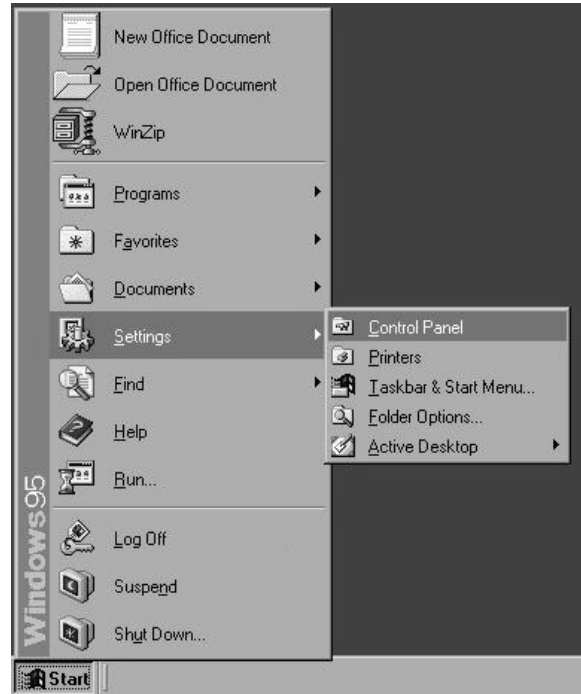 New Office Document
Open Office Document
WinZip
Programs
Favorites
Documents
Settings
Find
Help
Run...
Log Off
Suspend
Shut Down...
Control Panel
Printers
Taskbar & Start Menu...
Folder Options...
Active Desktop
Windows95
Start